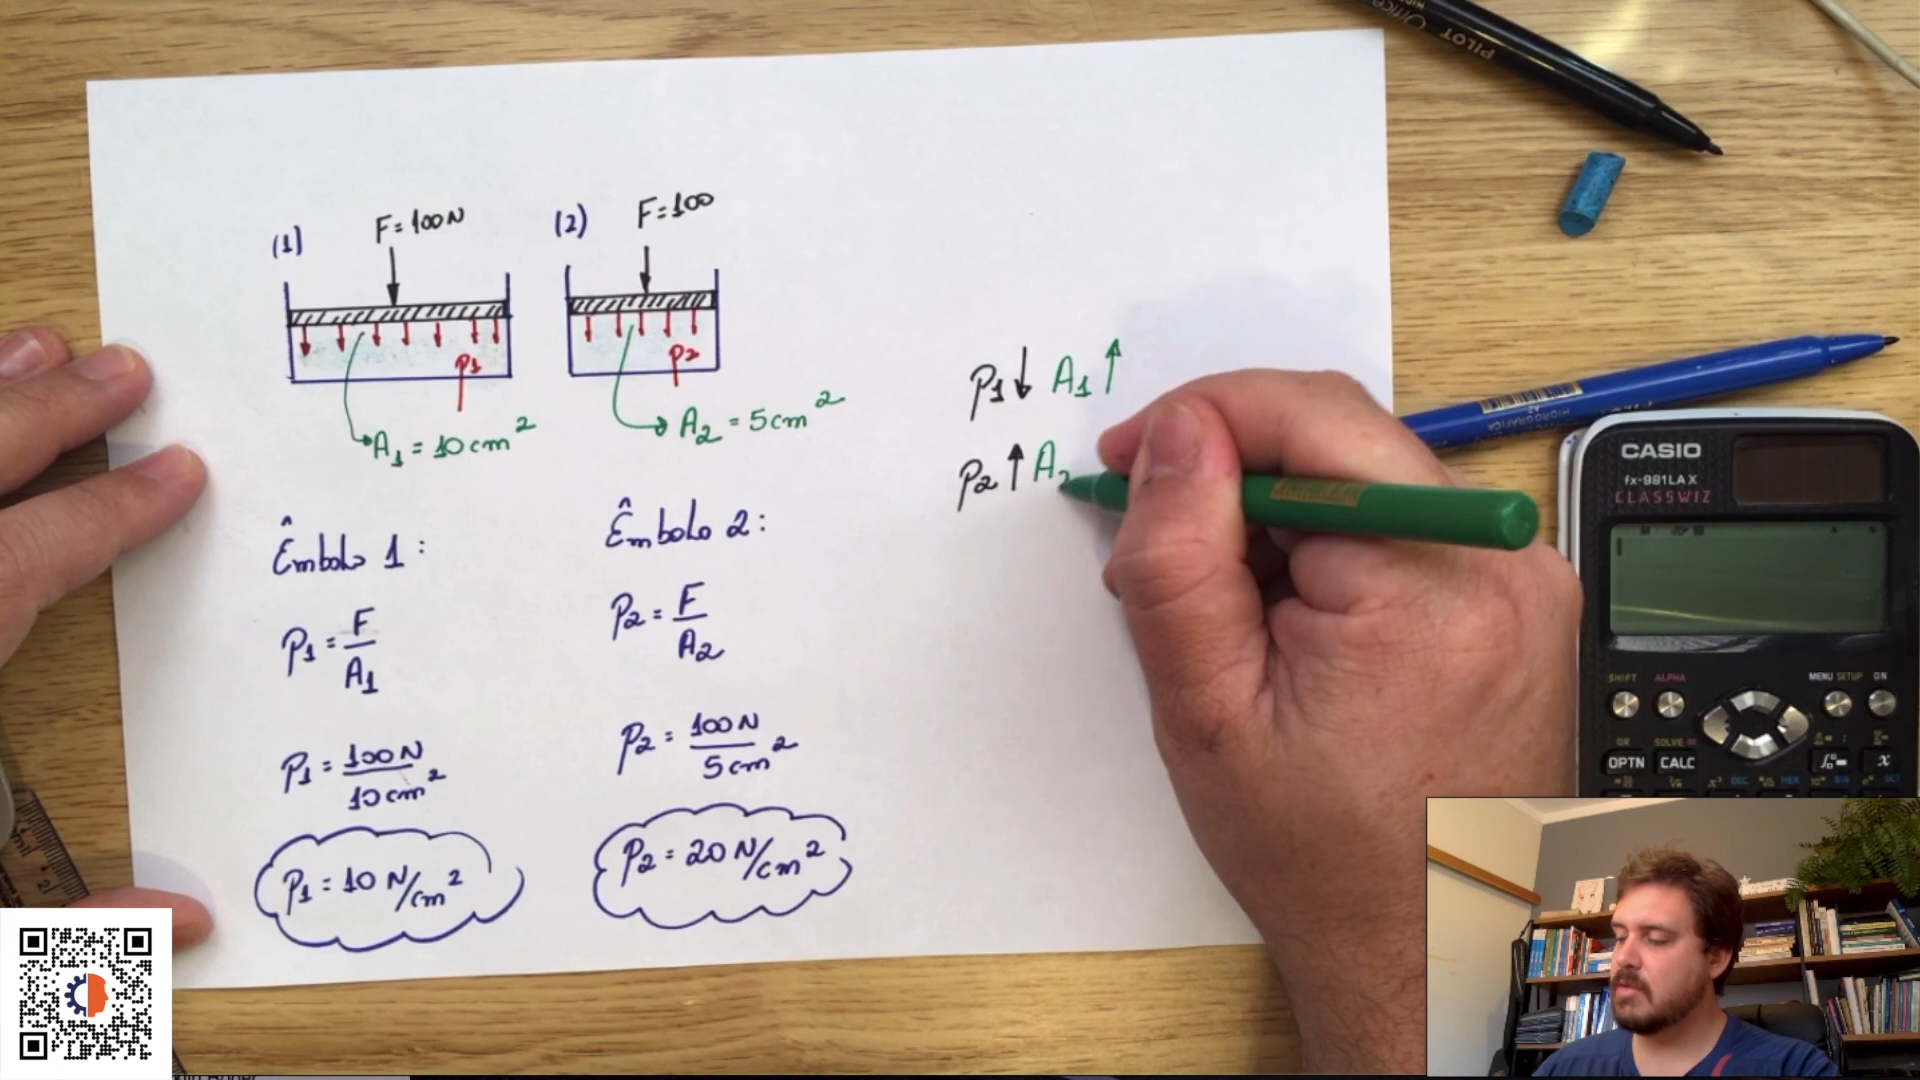 (1) F=100N
(2) F=100
P1
P2
A1 = 10cm²
A2 = 5cm²
P1↓ A1↑
P2↑ A2
Êmbolo 1:
P1 = F/A1
P1 = 100N/10cm²
P1 = 10 N/cm²
Êmbolo 2:
P2 = F/A2
P2 = 100N/5cm²
P2 = 20 N/cm²
PILOT
CASIO
fx-991LA X
CLASSWIZ
SHIFT ALPHA MENU SETUP ON
SOLVE =
OPTN CALC x